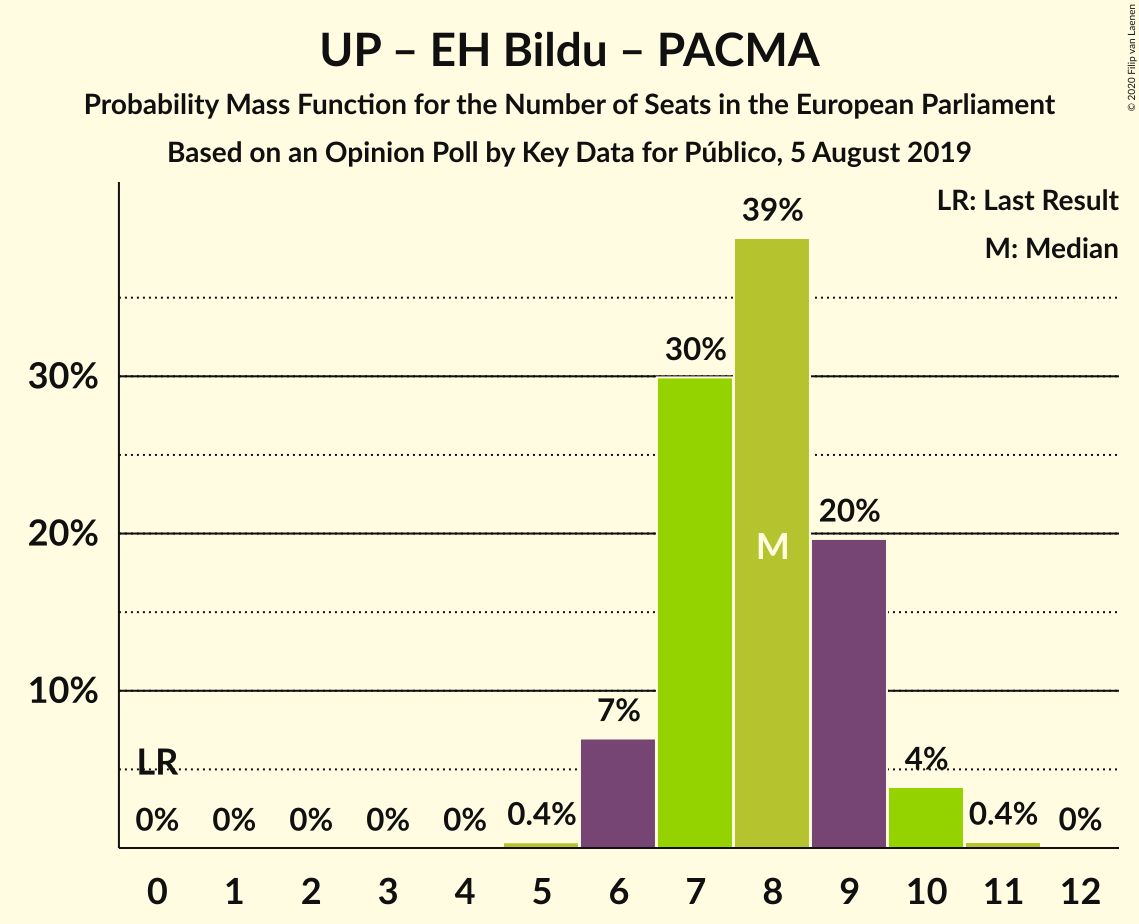 UP – EH Bildu – PACMA
Probability Mass Function for the Number of Seats in the European Parliament
Based on an Opinion Poll by Key Data for Público, 5 August 2019
© 2020 Filip van Laenen
LR: Last Result
M: Median
39%
30%
30%
20%
20%
M
10%
7%
LR
4%
0% 0% 0% 0% 0% 0.4% 0.4% 0%
0 1 2 3 4 5 6 7 8 9 10 11 12